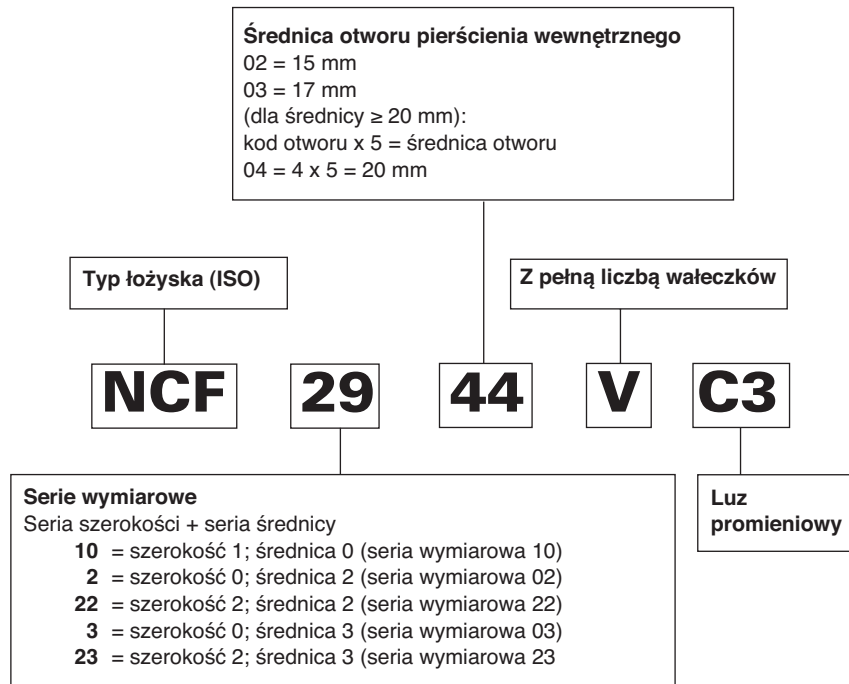 Średnica otworu pierścienia wewnętrznego
02 = 15 mm
03 = 17 mm
(dla średnicy ≥ 20 mm):
kod otworu x 5 = średnica otworu
04 = 4 x 5 = 20 mm
Typ łożyska (ISO)
Z pełną liczbą wałeczków
NCF 29 44 V C3
Serie wymiarowe
Seria szerokości + seria średnicy
10 = szerokość 1; średnica 0 (seria wymiarowa 10)
2 = szerokość 0; średnica 2 (seria wymiarowa 02)
22 = szerokość 2; średnica 2 (seria wymiarowa 22)
3 = szerokość 0; średnica 3 (seria wymiarowa 03)
23 = szerokość 2; średnica 3 (seria wymiarowa 23
Luz
promieniowy